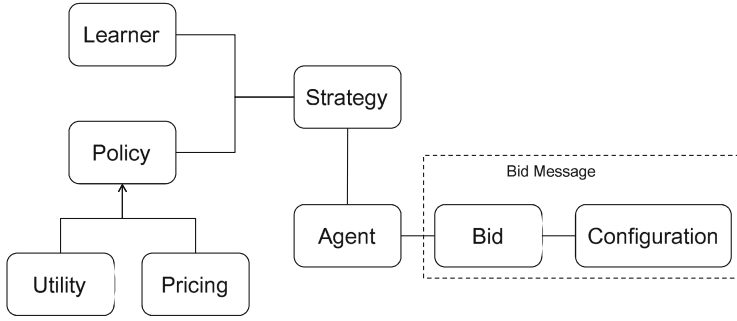 Learner
Strategy
Policy
Bid Message
Agent
Bid
Configuration
Utility
Pricing